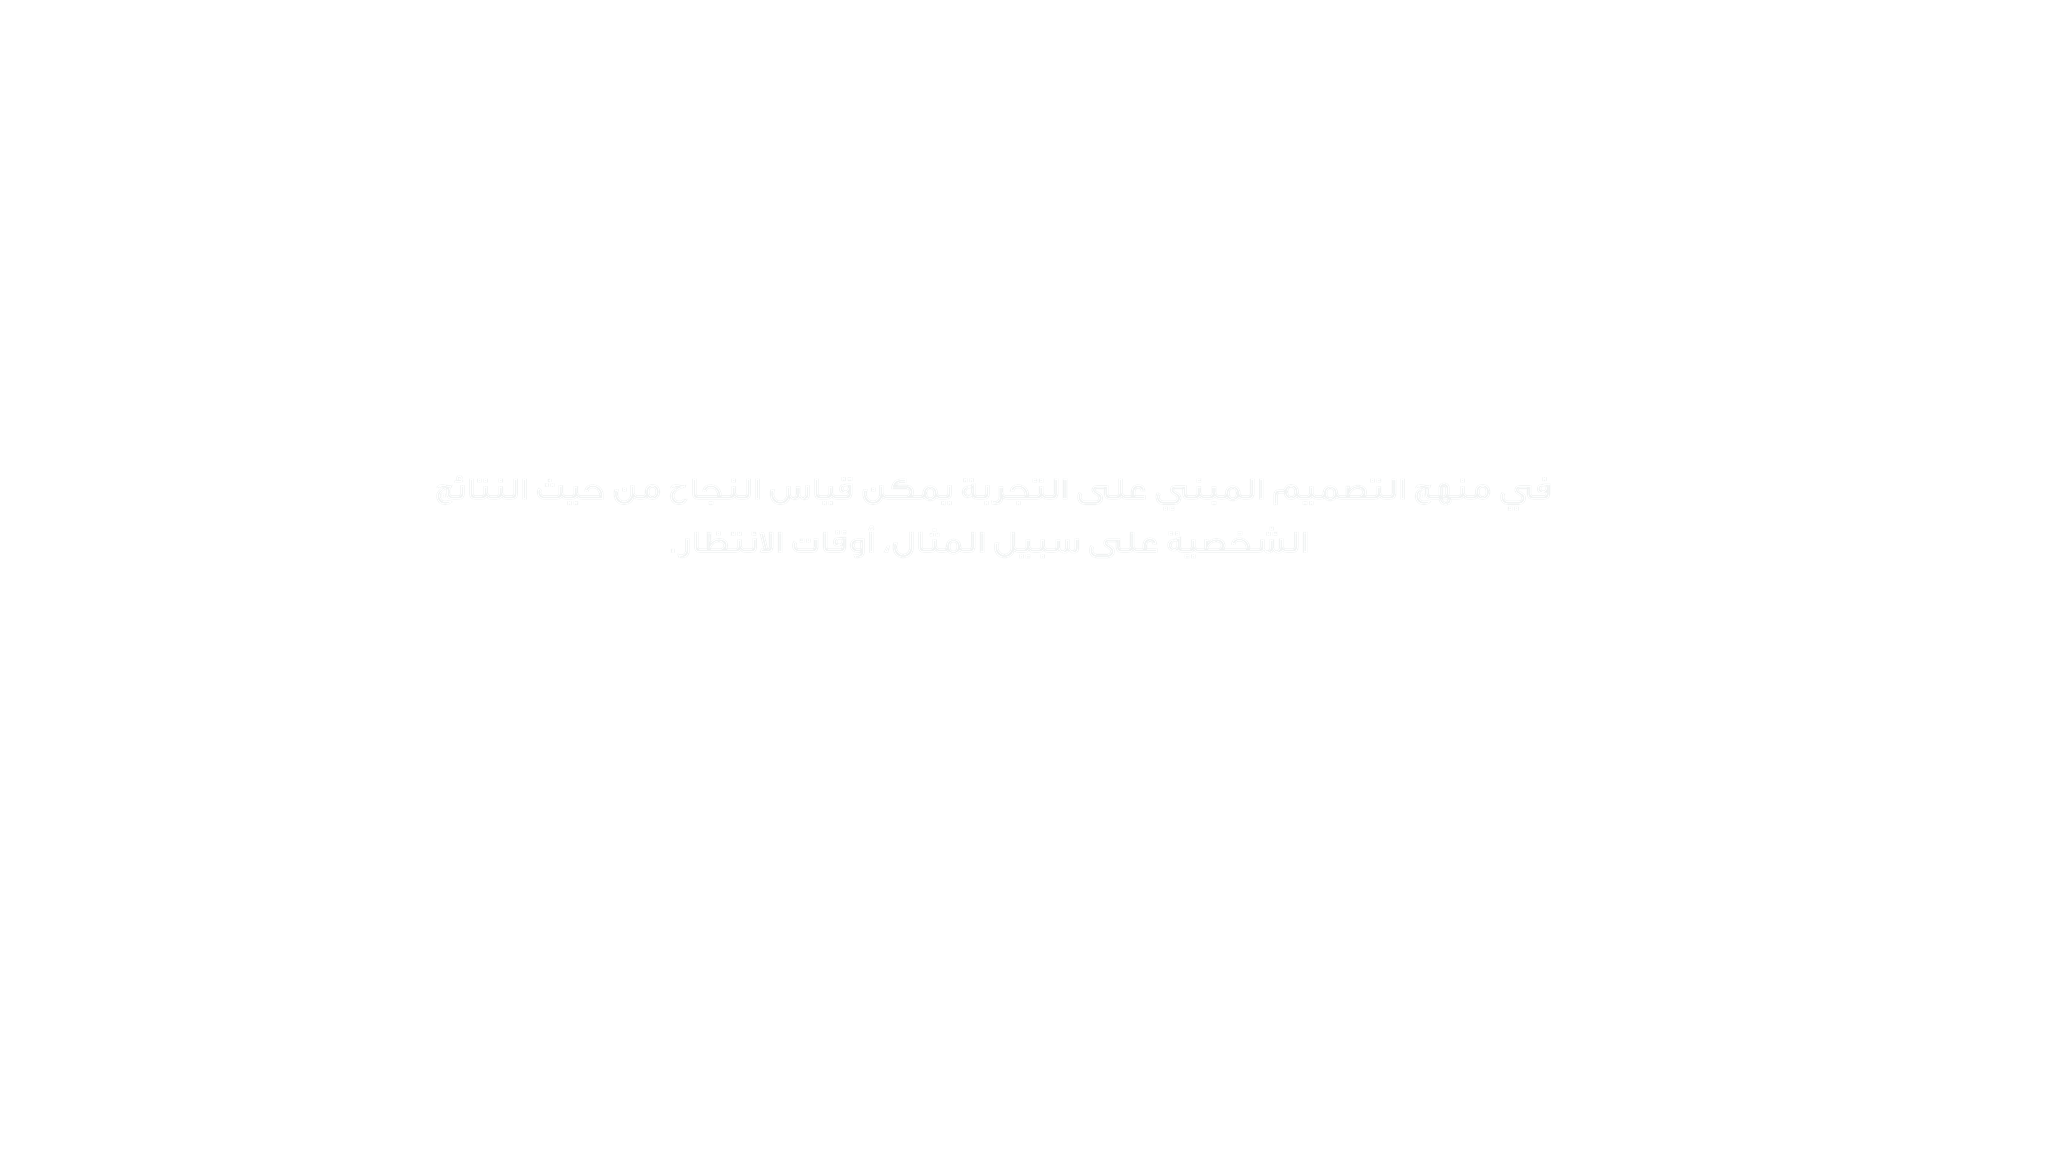 في منهج التصميم المبني على التجربة يمكن قياس النجاح من حيث النتائج
الشخصية على سبيل المثال، أوقات الانتظار.